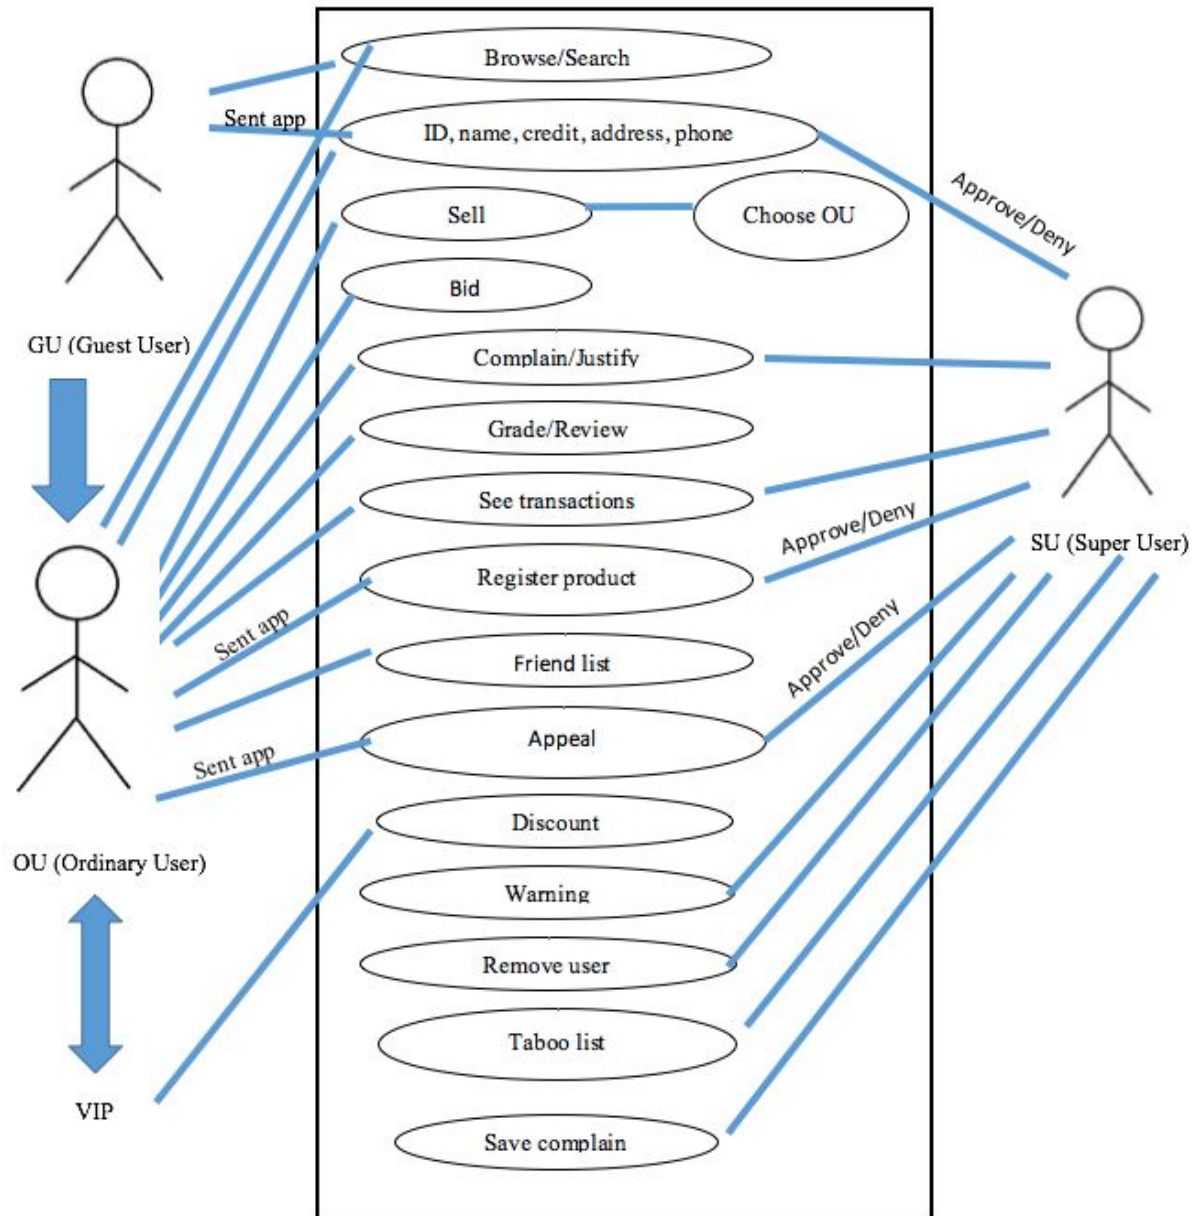 Browse/Search
Sent app
ID, name, credit, address, phone
Approve/Deny
Sell
Choose OU
Bid
GU (Guest User)
Complain/Justify
Grade/Review
See transactions
Approve/Deny
SU (Super User)
Register product
Sent app
Approve/Deny
Friend list
Appeal
Sent app
Discount
OU (Ordinary User)
Warning
Remove user
Taboo list
VIP
Save complain